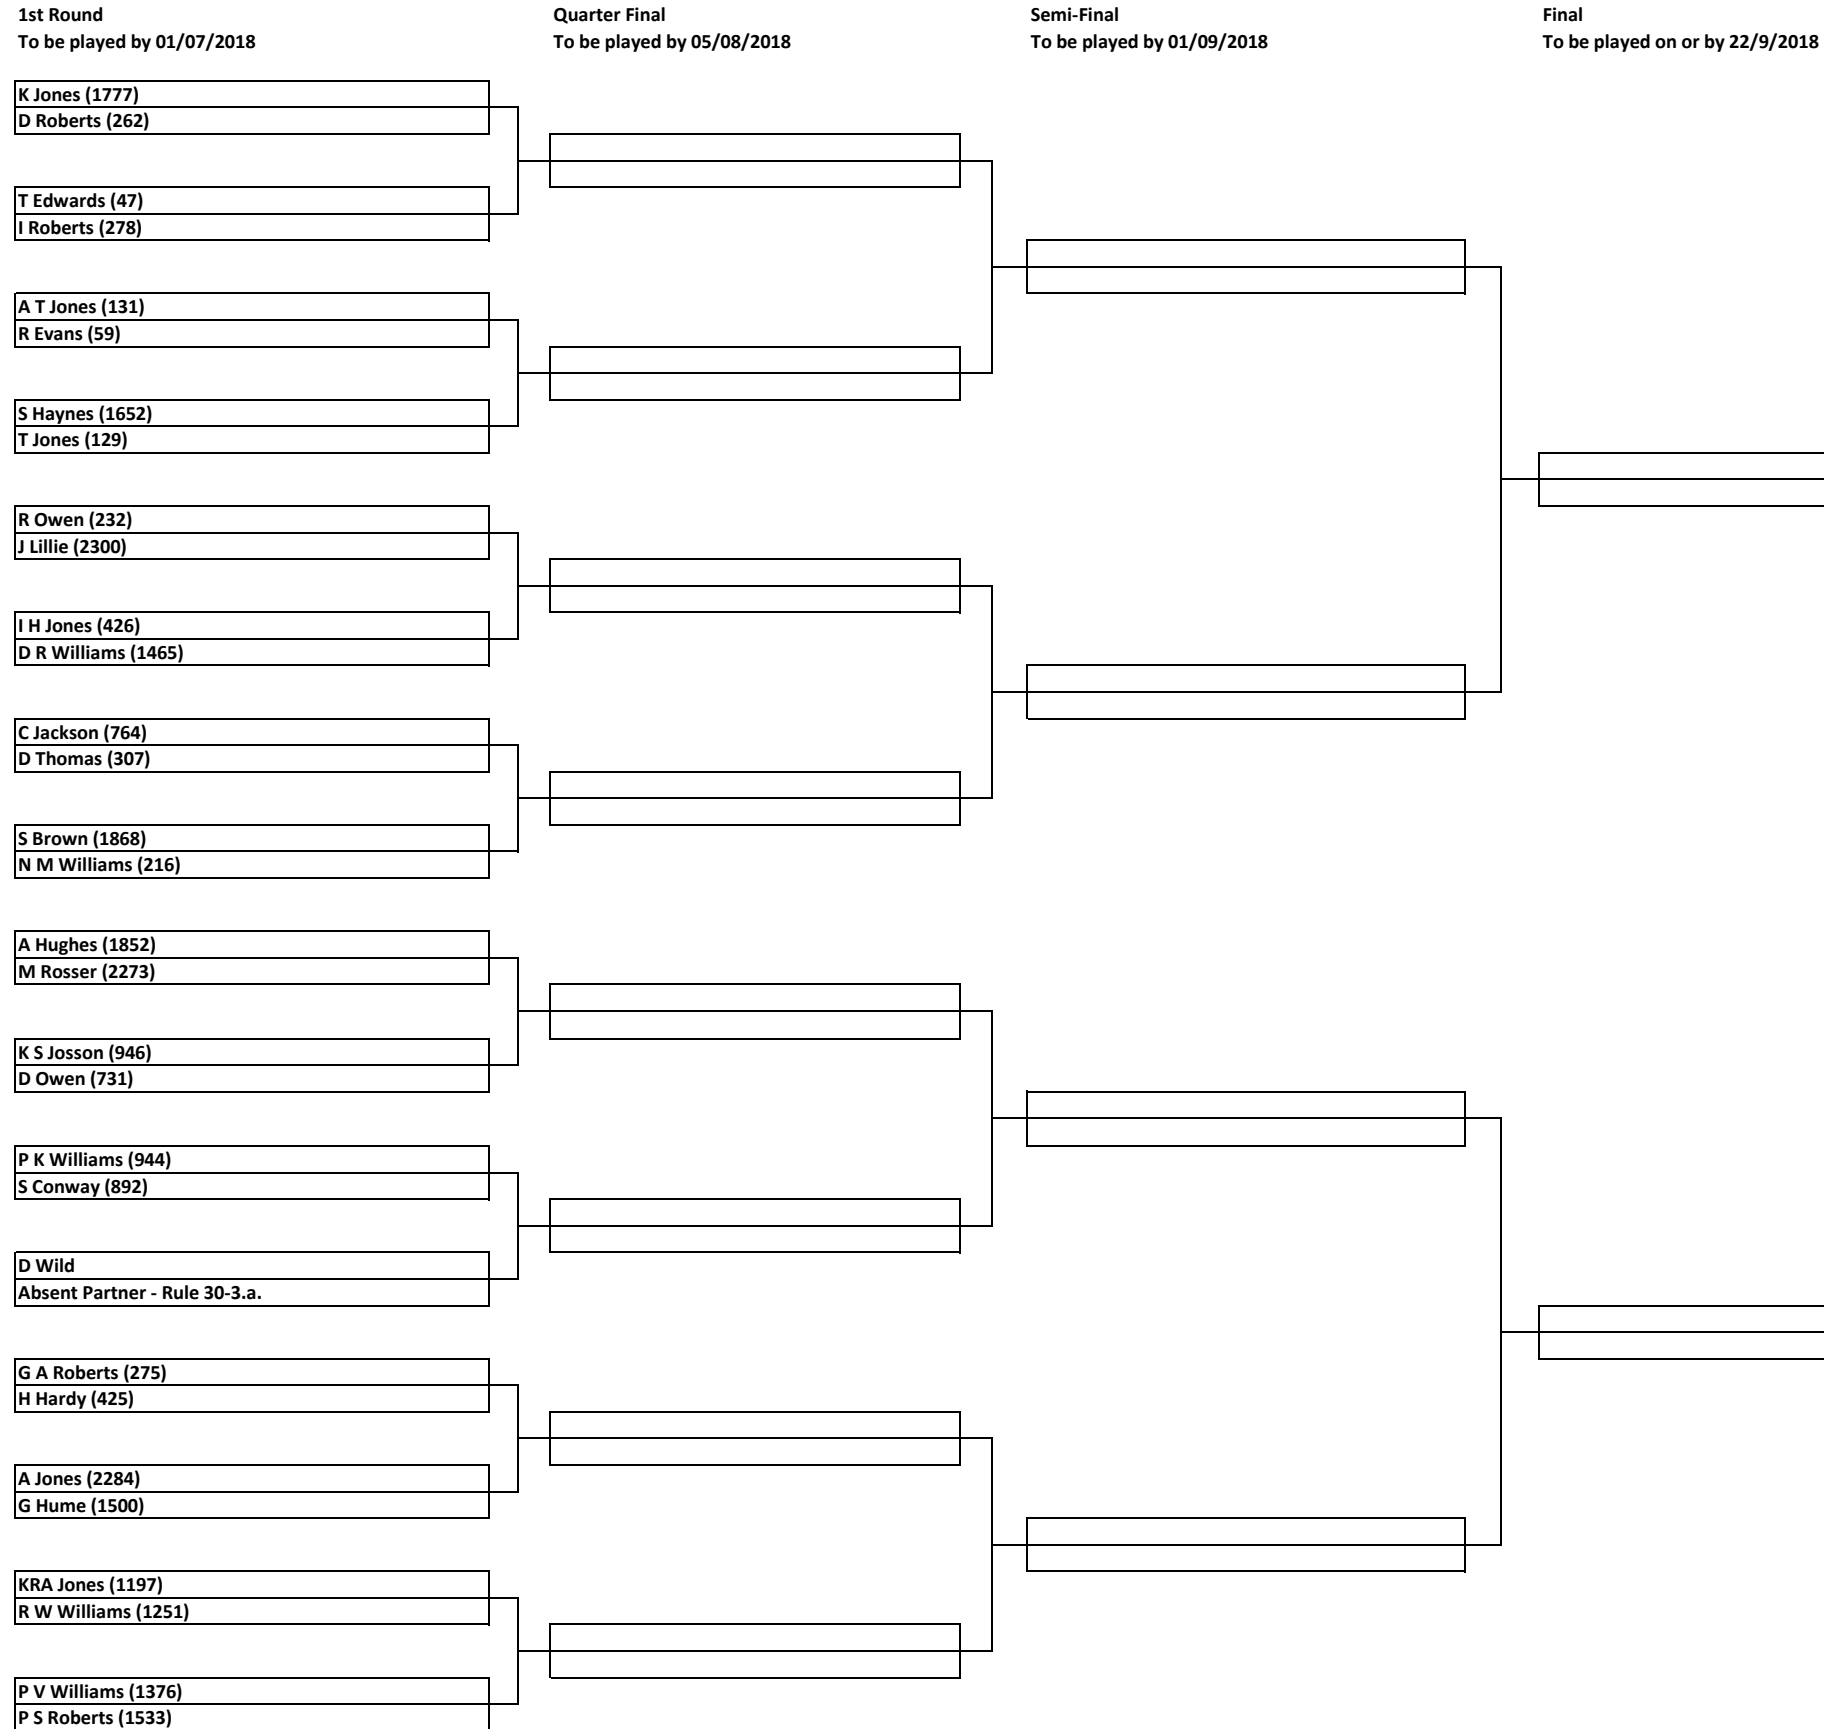 1st Round
To be played by 01/07/2018
Quarter Final
To be played by 05/08/2018
Semi-Final
To be played by 01/09/2018
Final
To be played on or by 22/9/2018
K Jones (1777)
D Roberts (262)
T Edwards (47)
I Roberts (278)
A T Jones (131)
R Evans (59)
S Haynes (1652)
T Jones (129)
R Owen (232)
J Lillie (2300)
I H Jones (426)
D R Williams (1465)
C Jackson (764)
D Thomas (307)
S Brown (1868)
N M Williams (216)
A Hughes (1852)
M Rosser (2273)
K S Josson (946)
D Owen (731)
P K Williams (944)
S Conway (892)
D Wild
Absent Partner - Rule 30-3.a.
G A Roberts (275)
H Hardy (425)
A Jones (2284)
G Hume (1500)
KRA Jones (1197)
R W Williams (1251)
P V Williams (1376)
P S Roberts (1533)